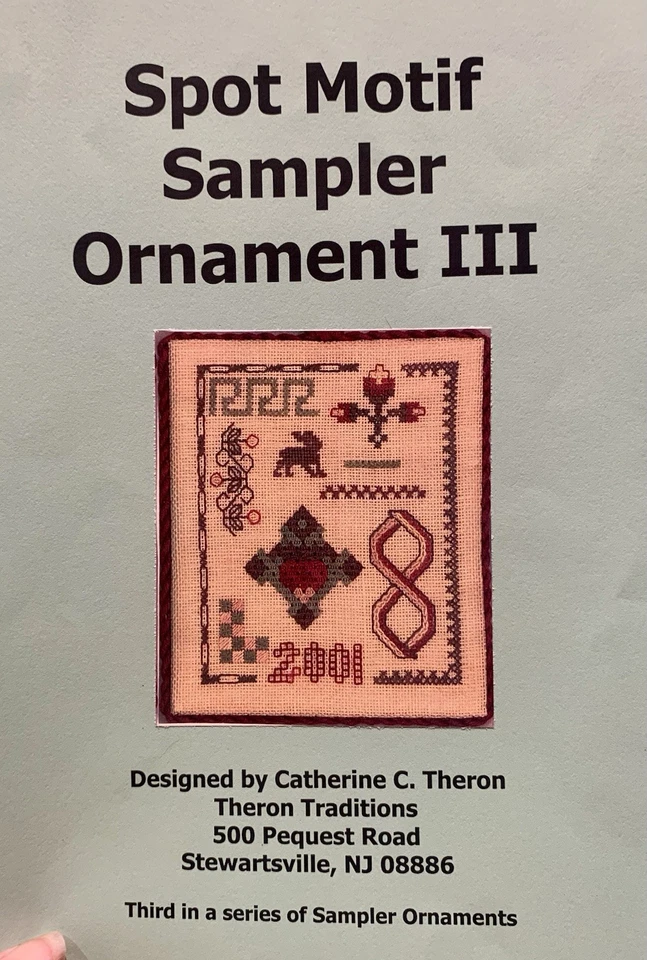 Spot Motif
Sampler
Ornament III
2001
Designed by Catherine C. Theron
Theron Traditions
500 Pequest Road
Stewartsville, NJ 08886
Third in a series of Sampler Ornaments